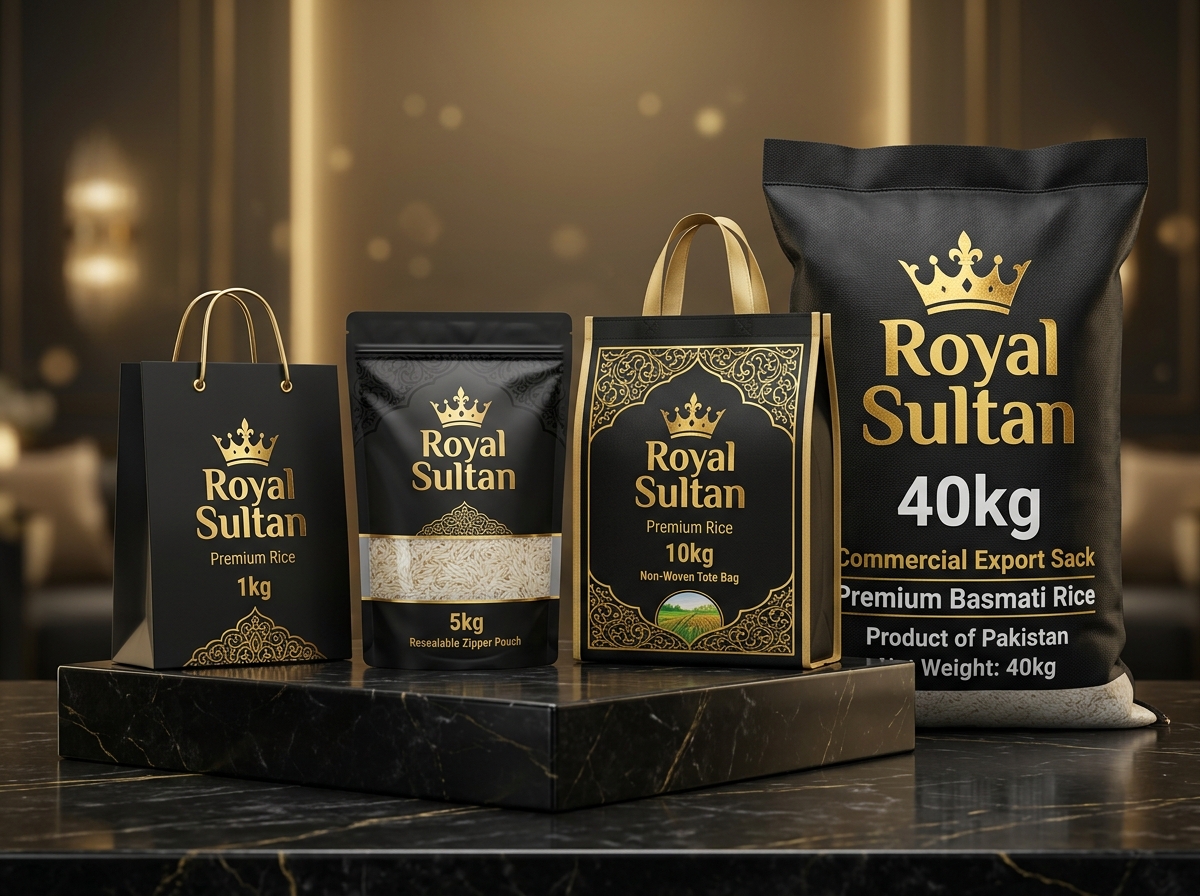 Royal
Sultan
Premium Rice
1kg
Royal
Sultan
5kg
Resealable Zipper Pouch
Royal
Sultan
Premium Rice
10kg
Non-Woven Tote Bag
Royal
Sultan
40kg
Commercial Export Sack
Premium Basmati Rice
Product of Pakistan
Weight: 40kg